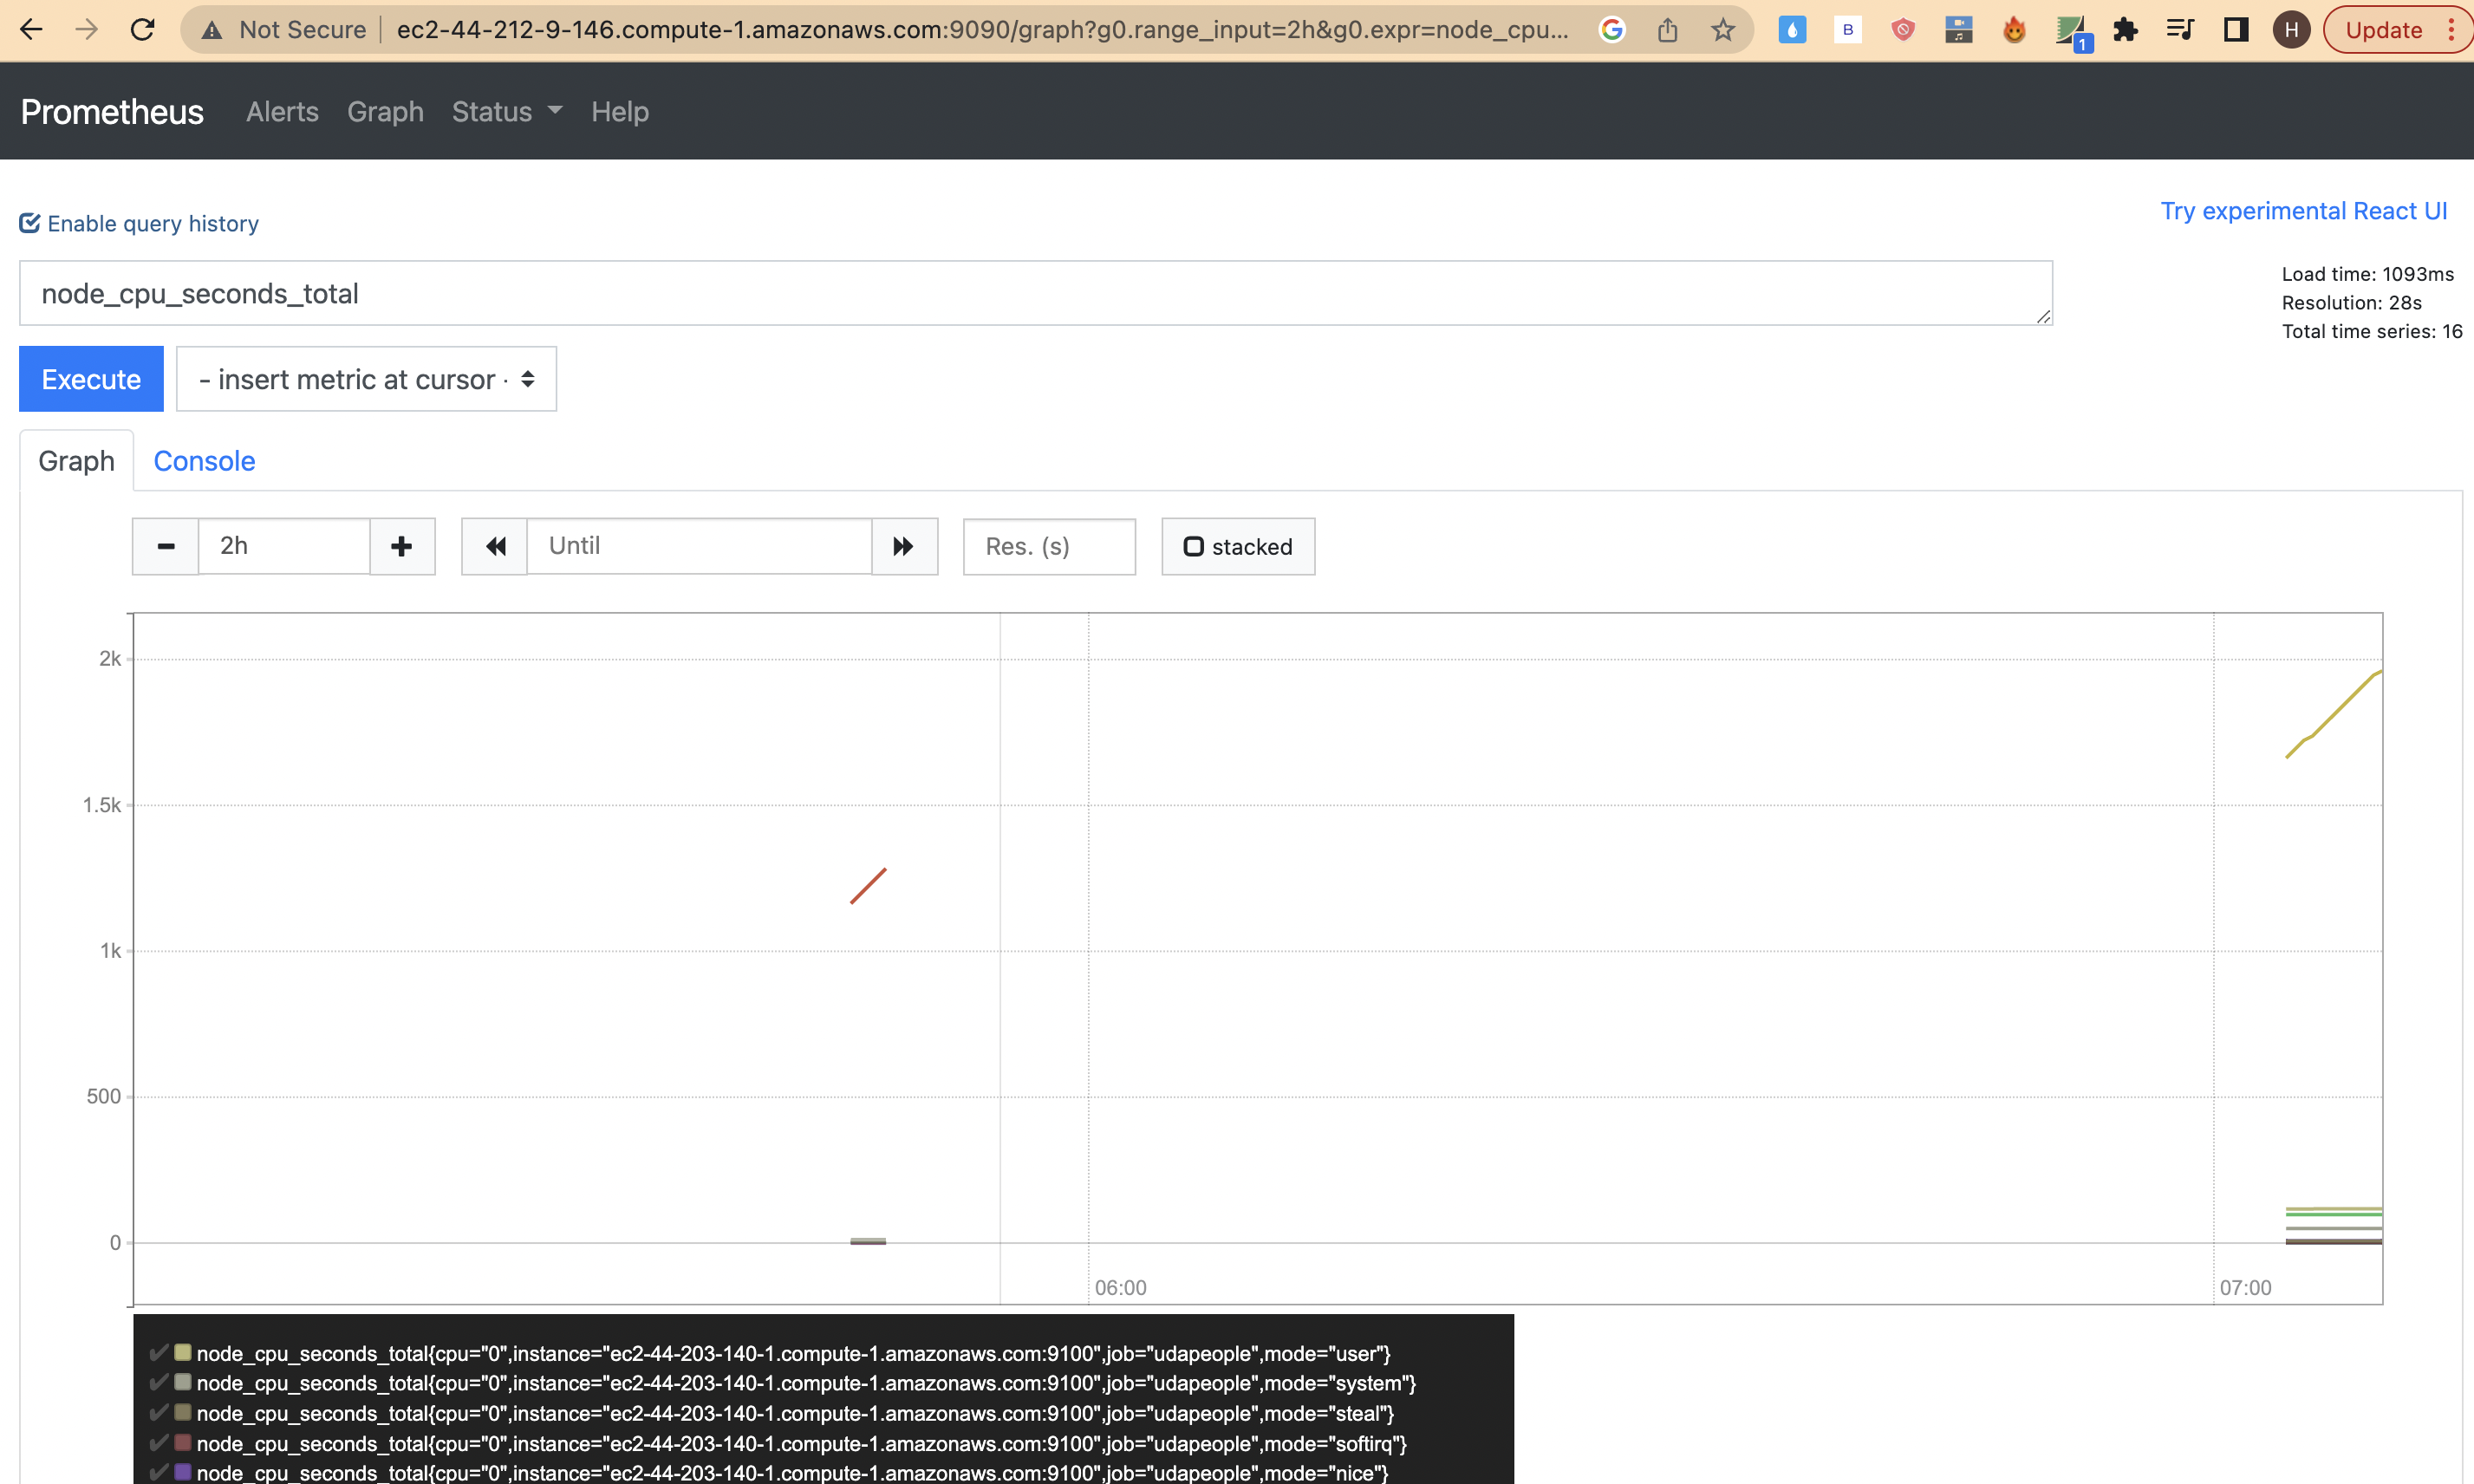 Not Secure | ec2-44-212-9-146.compute-1.amazonaws.com:9090/graph?g0.range_input=2h&g0.expr=node_cpu... B 1 H Update
Prometheus Alerts Graph Status Help
Enable query history
Try experimental React UI
node_cpu_seconds_total
Load time: 1093ms
Resolution: 28s
Total time series: 16
Execute
- insert metric at cursor -
Graph Console
2h Until Res. (s) stacked
2k
1.5k
1k
500
0
06:00 07:00
node_cpu_seconds_total{cpu="0",instance="ec2-44-203-140-1.compute-1.amazonaws.com:9100",job="udapeople",mode="user"}
node_cpu_seconds_total{cpu="0",instance="ec2-44-203-140-1.compute-1.amazonaws.com:9100",job="udapeople",mode="system"}
node_cpu_seconds_total{cpu="0",instance="ec2-44-203-140-1.compute-1.amazonaws.com:9100",job="udapeople",mode="steal"}
node_cpu_seconds_total{cpu="0",instance="ec2-44-203-140-1.compute-1.amazonaws.com:9100",job="udapeople",mode="softirq"}
node_cpu_seconds_total{cpu="0",instance="ec2-44-203-140-1.compute-1.amazonaws.com:9100",job="udapeople",mode="nice"}